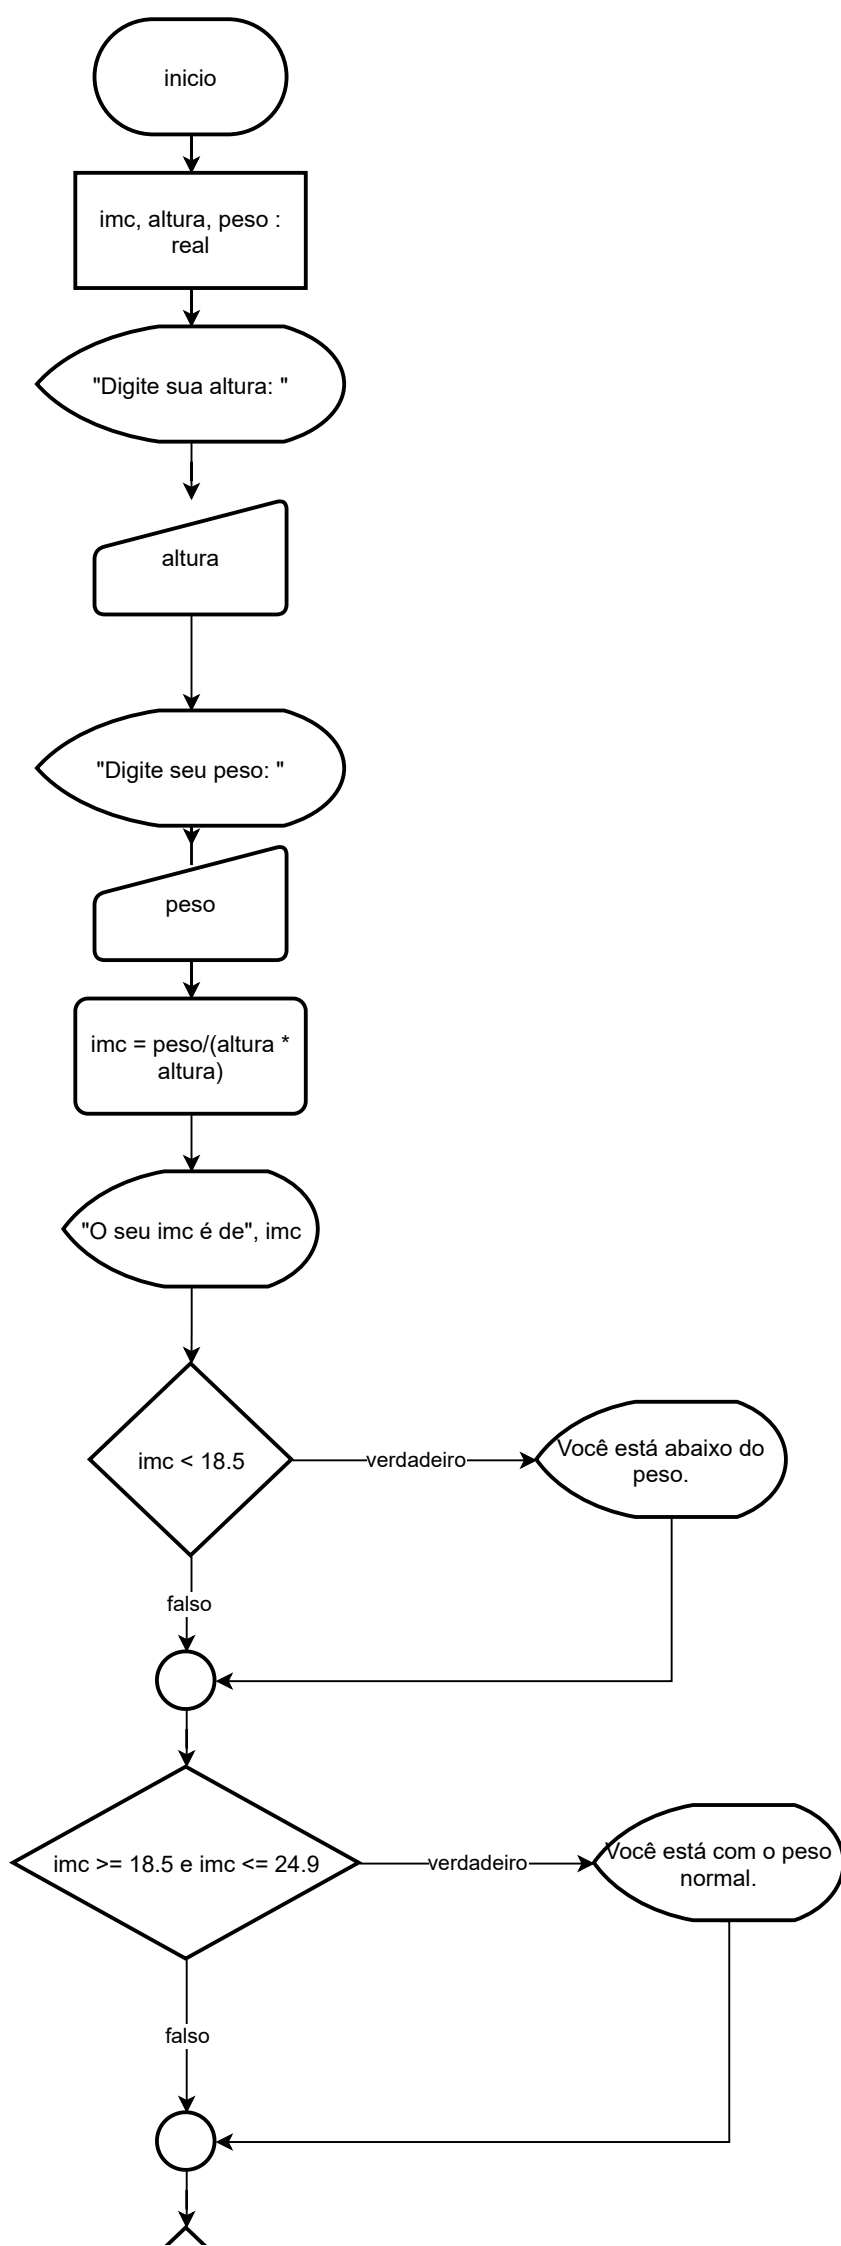 inicio
imc, altura, peso :
real
"Digite sua altura: "
altura
"Digite seu peso: "
peso
imc = peso/(altura *
altura)
"O seu imc é de", imc
imc < 18.5
verdadeiro
Você está abaixo do
peso.
falso
imc >= 18.5 e imc <= 24.9
verdadeiro
Você está com o peso
normal.
falso